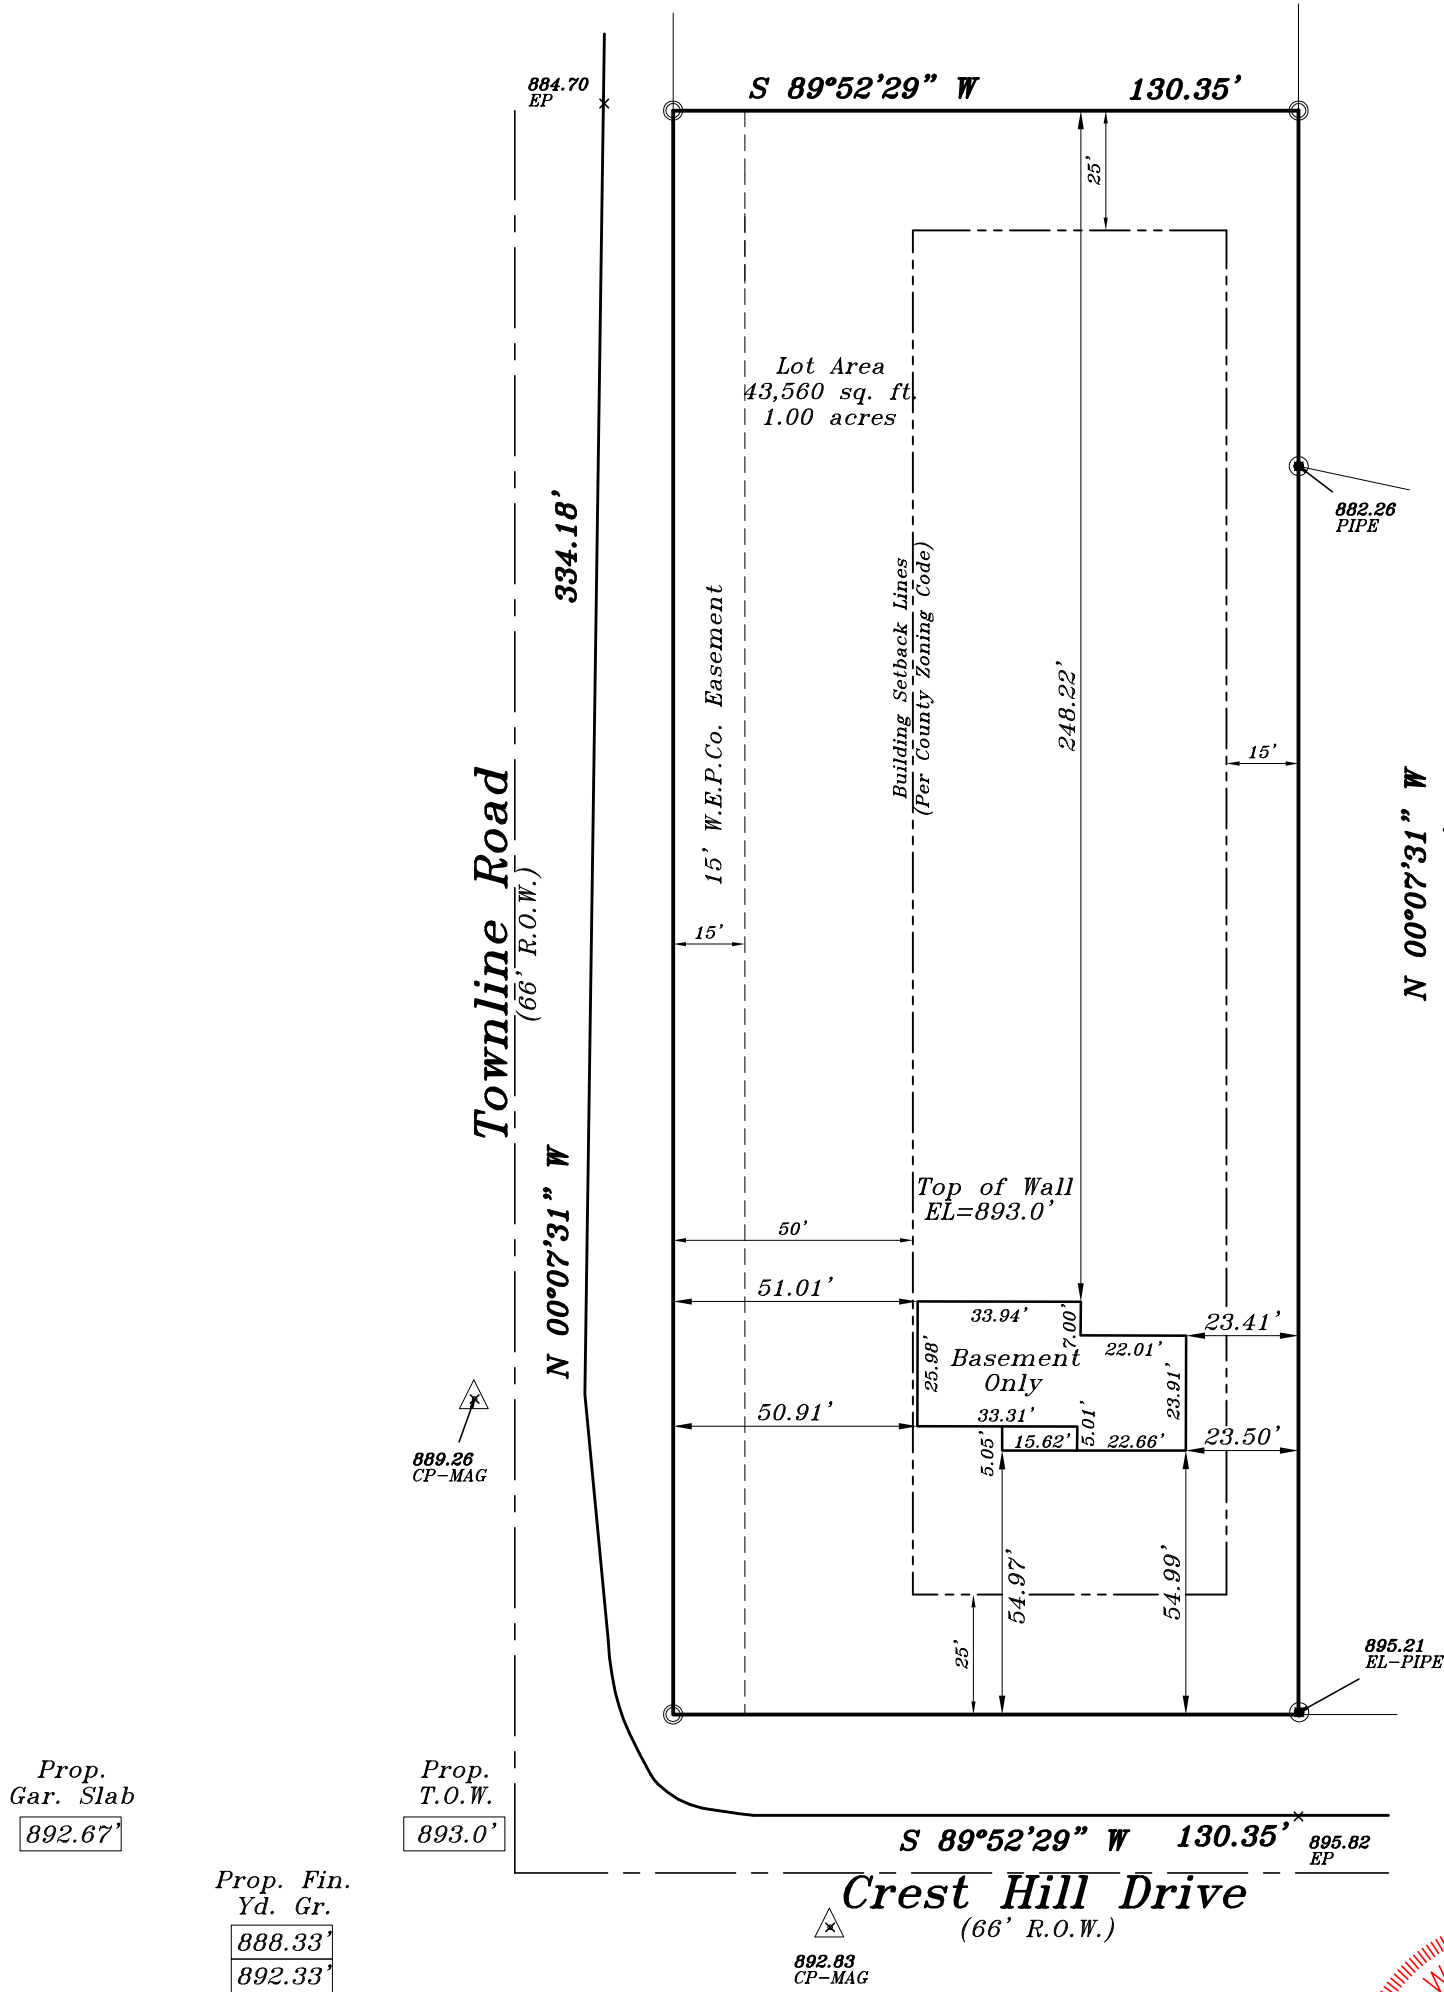 884.70
EP
S 89°52'29" W 130.35'
25'
Lot Area
43,560 sq. ft.
1.00 acres
882.26
PIPE
334.18'
15' W.E.P.Co. Easement
Building Setback Lines
(Per County Zoning Code)
248.22'
15'
N 00°07'31" W
Townline Road
(66' R.O.W.)
15'
N 00°07'31" W
Top of Wall
EL=893.0'
50'
51.01'
33.94'
7.00'
22.01'
23.41'
25.98'
Basement
Only
23.91'
50.91'
33.31'
5.01'
5.05'
15.62'
22.66'
23.50'
889.26
CP-MAG
54.97'
54.99'
25'
895.21
EL-PIPE
Prop.
Gar. Slab
892.67'
Prop.
T.O.W.
893.0'
S 89°52'29" W 130.35'
895.82
EP
Prop. Fin.
Yd. Gr.
888.33'
892.33'
Crest Hill Drive
(66' R.O.W.)
892.83
CP-MAG
W